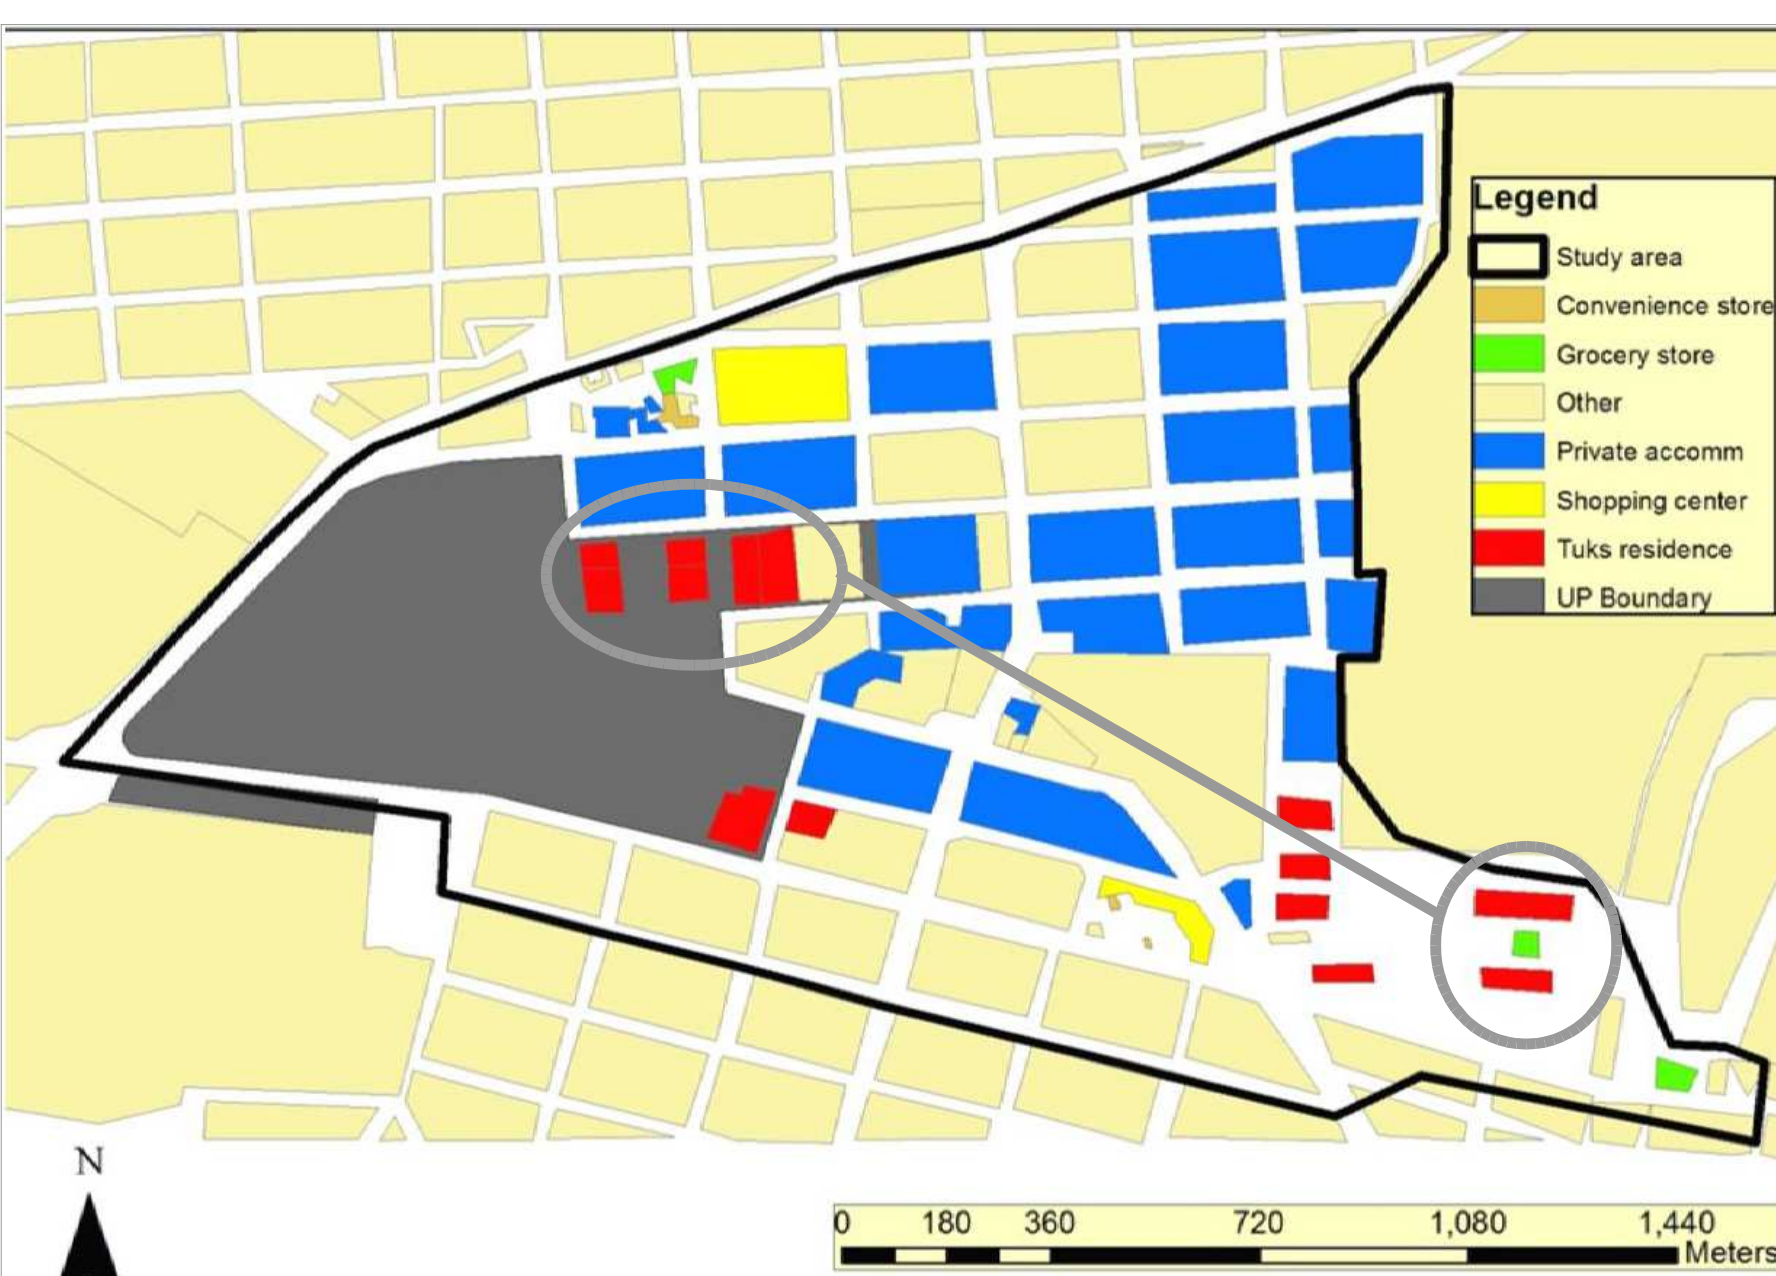 Legend
Study area
Convenience store
Grocery store
Other
Private accomm
Shopping center
Tuks residence
UP Boundary
N
0 180 360 720 1,080 1,440
Meters